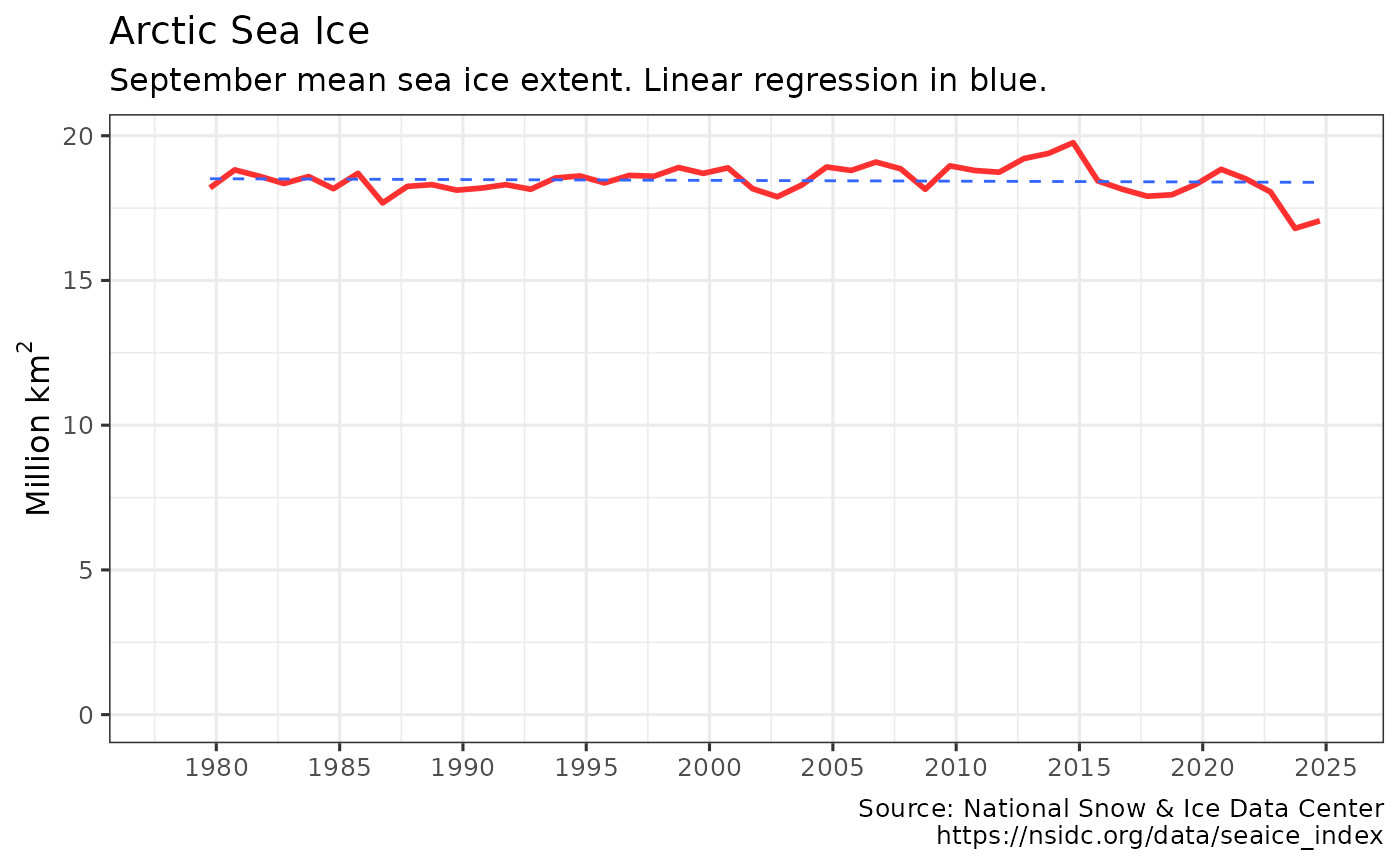 Arctic Sea Ice
September mean sea ice extent. Linear regression in blue.
Million km²
20
15
10
5
0
1980 1985 1990 1995 2000 2005 2010 2015 2020 2025
Source: National Snow & Ice Data Center
https://nsidc.org/data/seaice_index